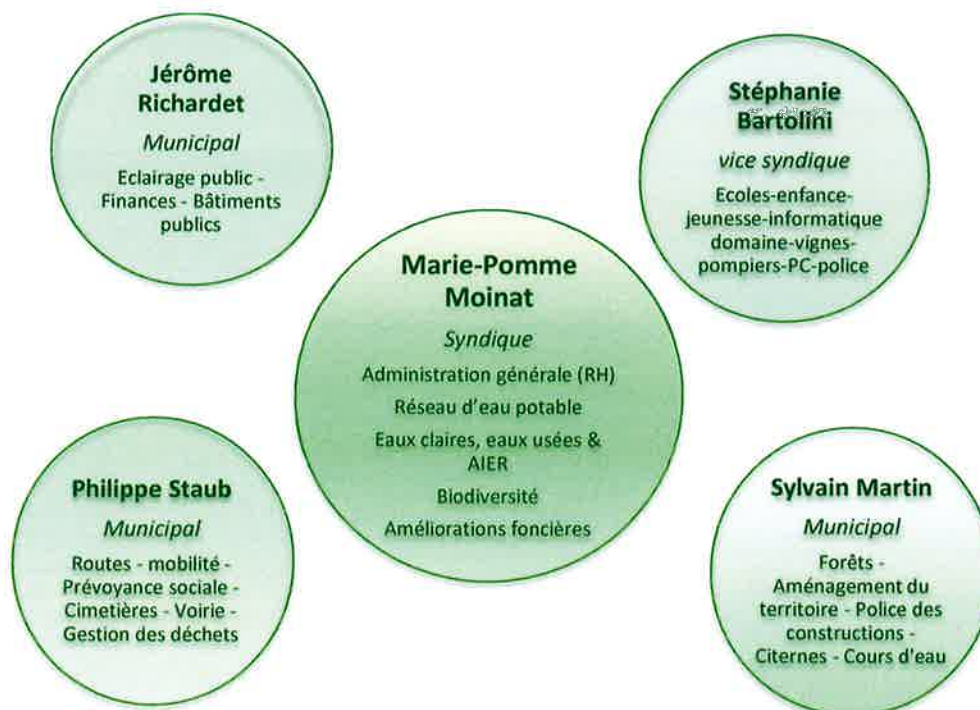 Jérôme
Richardet
Municipal
Eclairage public -
Finances - Bâtiments
publics
Stéphanie
Bartolini
vice syndique
Ecoles-enfance-
jeunesse-informatique
domaine-vignes-
pompiers-PC-police
Marie-Pomme
Moinat
Syndique
Administration générale (RH)
Réseau d'eau potable
Eaux claires, eaux usées &
AIER
Biodiversité
Améliorations foncières
Philippe Staub
Municipal
Routes - mobilité -
Prévoyance sociale -
Cimetières - Voirie -
Gestion des déchets
Sylvain Martin
Municipal
Forêts -
Aménagement du
territoire - Police des
constructions -
Citernes - Cours d'eau